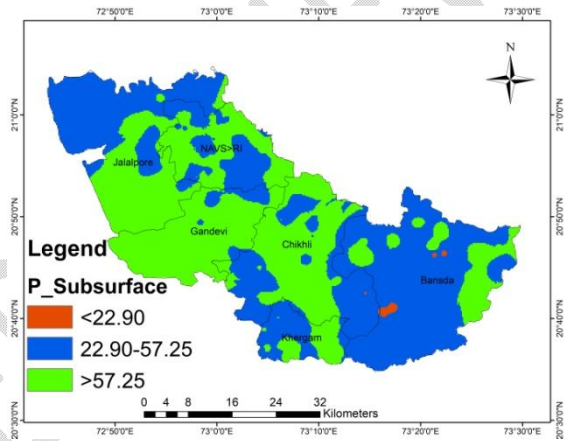 72°50'0"E 73°0'0"E 73°10'0"E 73°20'0"E 73°30'0"E
N
21°0'0"N 21°0'0"N
NAVS>RI
Jalalpore
20°50'0"N 20°50'0"N
Gandevi
Chikhli
Legend
Bansda
P_Subsurface
<22.90
20°40'0"N 20°40'0"N
22.90-57.25
Khergam
>57.25
0 4 8 16 24 32
Kilometers
20°30'0"N 20°30'0"N
72°50'0"E 73°0'0"E 73°10'0"E 73°20'0"E 73°30'0"E